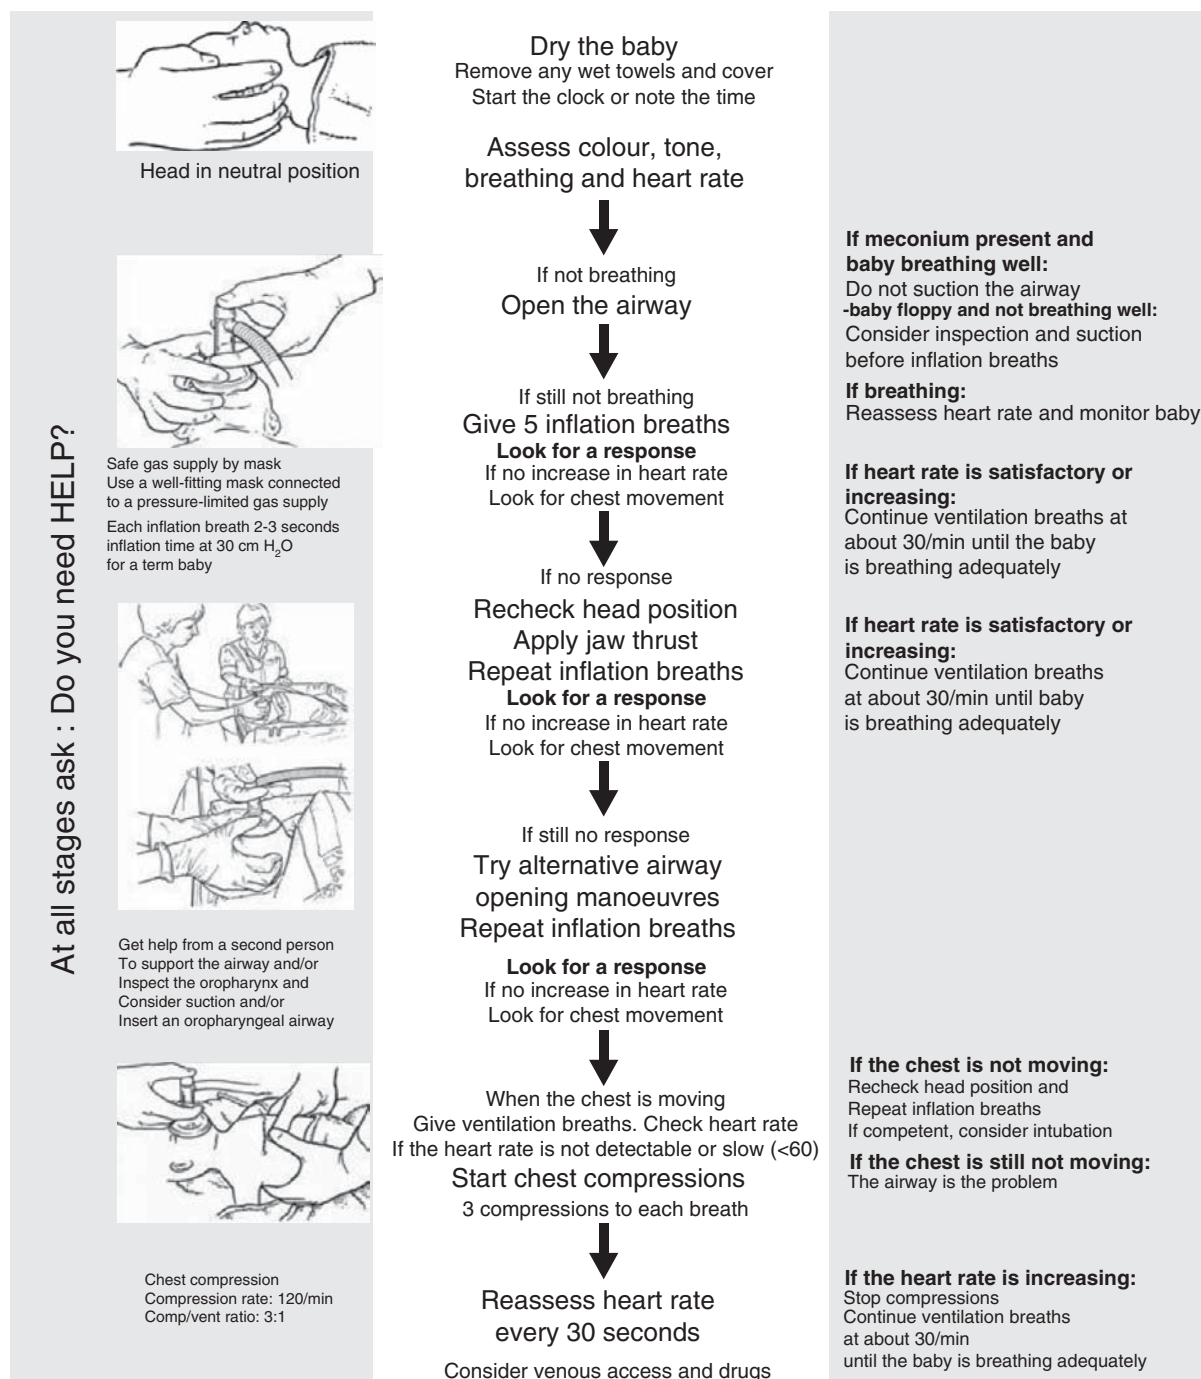 At all stages ask : Do you need HELP?
Head in neutral position
Safe gas supply by mask
Use a well-fitting mask connected
to a pressure-limited gas supply
Each inflation breath 2-3 seconds
inflation time at 30 cm H2O
for a term baby
Get help from a second person
To support the airway and/or
Inspect the oropharynx and
Consider suction and/or
Insert an oropharyngeal airway
Chest compression
Compression rate: 120/min
Comp/vent ratio: 3:1
Dry the baby
Remove any wet towels and cover
Start the clock or note the time
Assess colour, tone,
breathing and heart rate
If not breathing
Open the airway
If still not breathing
Give 5 inflation breaths
Look for a response
If no increase in heart rate
Look for chest movement
If no response
Recheck head position
Apply jaw thrust
Repeat inflation breaths
Look for a response
If no increase in heart rate
Look for chest movement
If still no response
Try alternative airway
opening manoeuvres
Repeat inflation breaths
Look for a response
If no increase in heart rate
Look for chest movement
When the chest is moving
Give ventilation breaths. Check heart rate
If the heart rate is not detectable or slow (<60)
Start chest compressions
3 compressions to each breath
Reassess heart rate
every 30 seconds
Consider venous access and drugs
If meconium present and
baby breathing well:
Do not suction the airway
-baby floppy and not breathing well:
Consider inspection and suction
before inflation breaths
If breathing:
Reassess heart rate and monitor baby
If heart rate is satisfactory or
increasing:
Continue ventilation breaths at
about 30/min until the baby
is breathing adequately
If heart rate is satisfactory or
increasing:
Continue ventilation breaths
at about 30/min until baby
is breathing adequately
If the chest is not moving:
Recheck head position and
Repeat inflation breaths
If competent, consider intubation
If the chest is still not moving:
The airway is the problem
If the heart rate is increasing:
Stop compressions
Continue ventilation breaths
at about 30/min
until the baby is breathing adequately